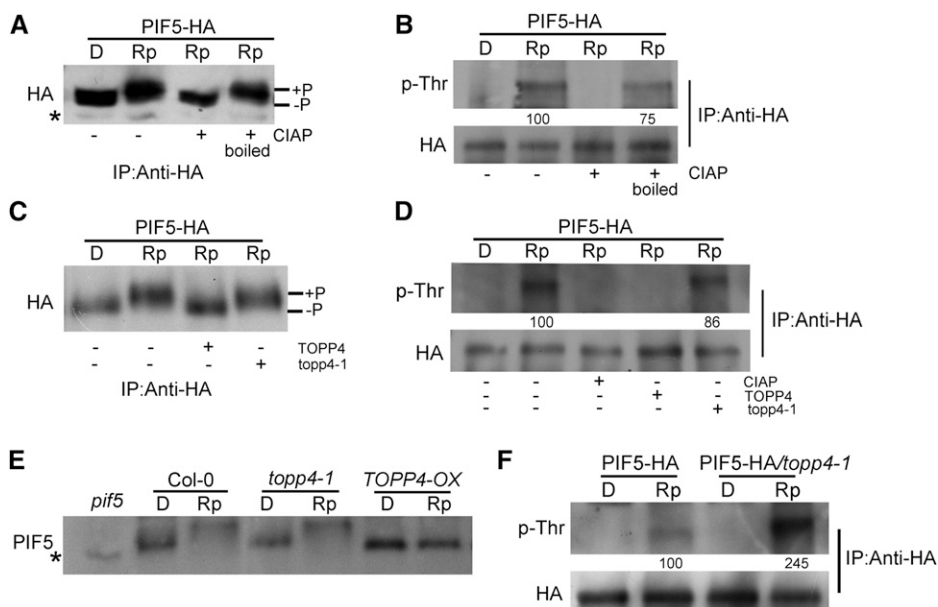 A
PIF5-HA
D Rp Rp Rp
HA
+P
-P
*
- - + + CIAP
boiled
IP:Anti-HA
B
PIF5-HA
D Rp Rp Rp
p-Thr
100 75
IP:Anti-HA
HA
- - + + CIAP
boiled
C
PIF5-HA
D Rp Rp Rp
HA
+P
-P
- - + - TOPP4
- - - + topp4-1
IP:Anti-HA
D
PIF5-HA
D Rp Rp Rp Rp
p-Thr
100 86
IP:Anti-HA
HA
- - + - - CIAP
- - - + - TOPP4
- - - - + topp4-1
E
pif5 Col-0 topp4-1 TOPP4-OX
D Rp D Rp D Rp
PIF5
*
F
PIF5-HA PIF5-HA/topp4-1
D Rp D Rp
p-Thr
100 245
IP:Anti-HA
HA